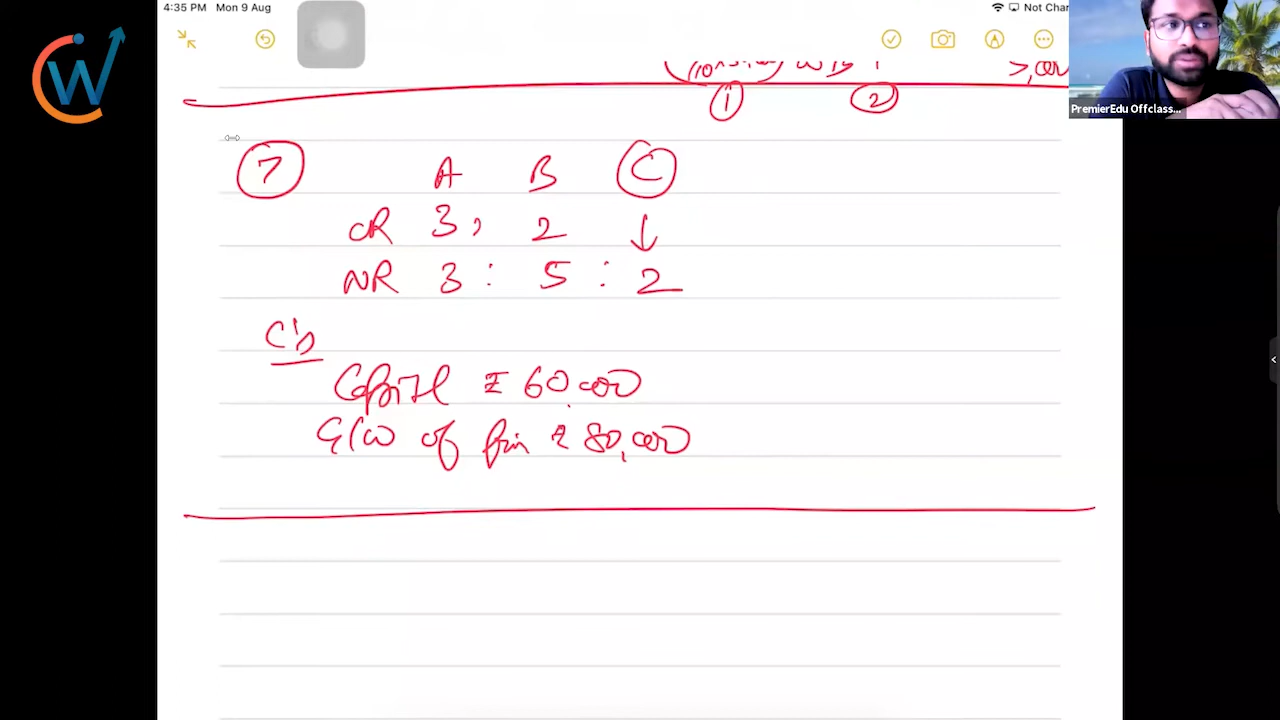 4:35 PM Mon 9 Aug
Not Char
PremierEdu Offclass...
W
① ②
⑦ A B Ⓒ
OR 3, 2 ↓
NR 3 : 5 : 2
C's
Capital ₹ 60,000
G/W of firm ₹ 80,000